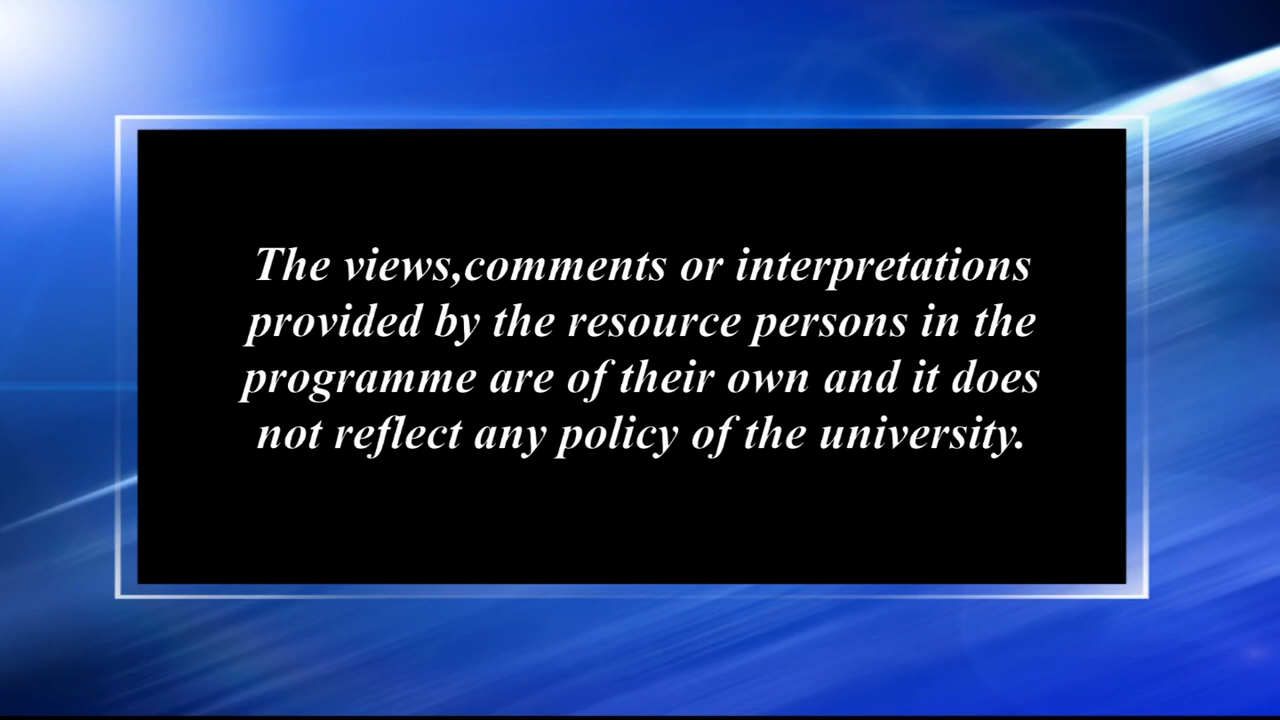 The views,comments or interpretations
provided by the resource persons in the
programme are of their own and it does
not reflect any policy of the university.